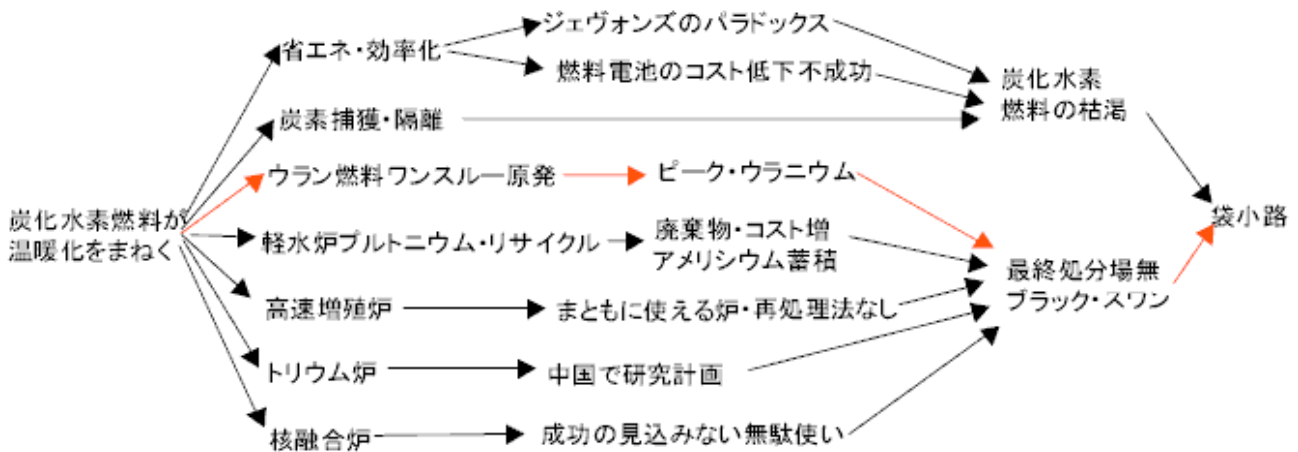 ジェヴォンズのパラドックス
省エネ・効率化
燃料電池のコスト低下不成功
炭化水素
燃料の枯渇
炭素捕獲・隔離
ウラン燃料ワンスルー原発
ピーク・ウラニウム
炭化水素燃料が
温暖化をまねく
袋小路
軽水炉プルトニウム・リサイクル
廃棄物・コスト増
アメリシウム蓄積
最終処分場無
ブラック・スワン
高速増殖炉
まともに使える炉・再処理法なし
トリウム炉
中国で研究計画
核融合炉
成功の見込みない無駄使い